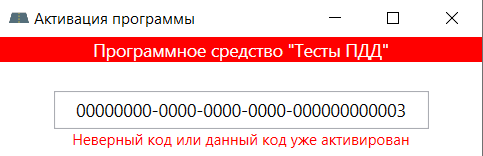 Активация программы
Программное средство "Тесты ПДД"
00000000-0000-0000-0000-000000000003
Неверный код или данный код уже активирован